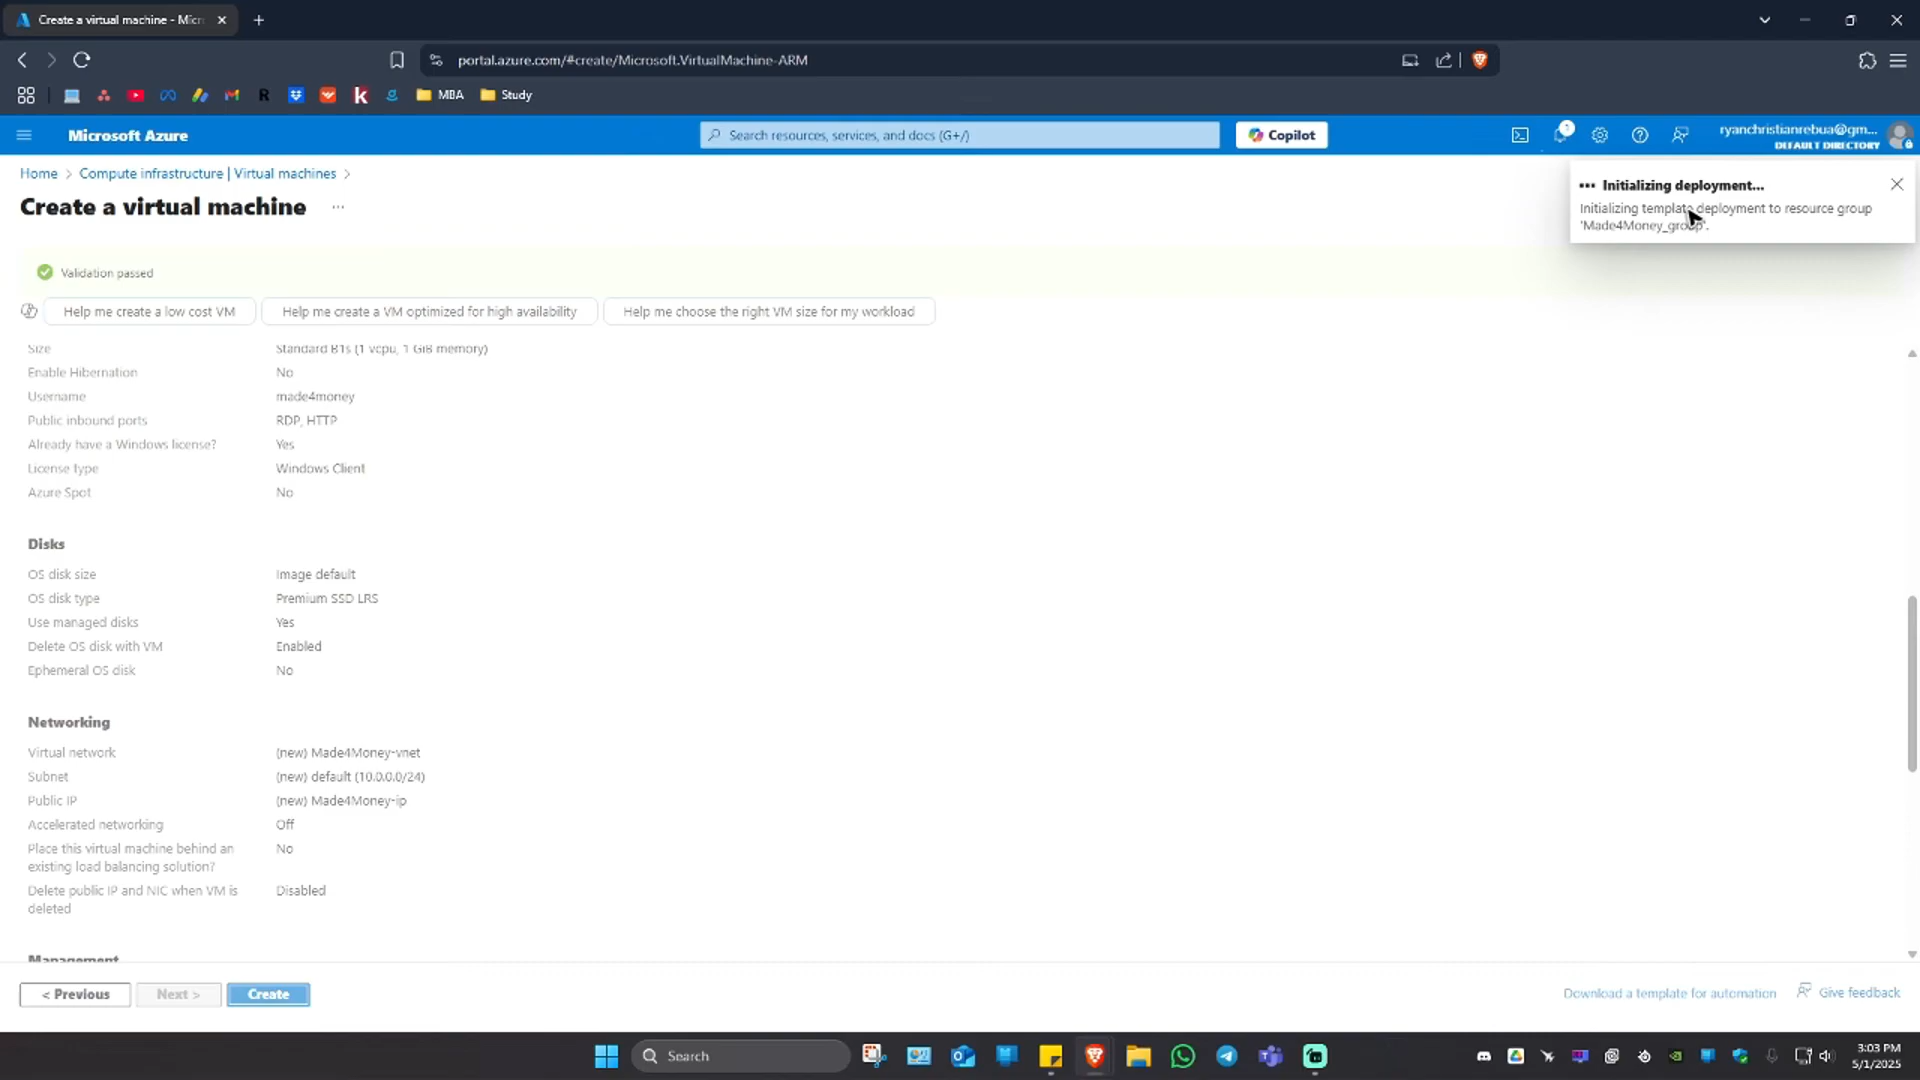 Create a virtual machine - Micr
portal.azure.com/#create/Microsoft.VirtualMachine-ARM
MBA
Study
Microsoft Azure
Search resources, services, and docs (G+/)
Copilot
1
ryanchristianrebua@gm...
DEFAULT DIRECTORY
Home > Compute infrastructure | Virtual machines >
Create a virtual machine ...
Initializing deployment...
Initializing template deployment to resource group
'Made4Money_group'.
Validation passed
Help me create a low cost VM
Help me create a VM optimized for high availability
Help me choose the right VM size for my workload
Size Standard B1s (1 vcpu, 1 GiB memory)
Enable Hibernation No
Username made4money
Public inbound ports RDP, HTTP
Already have a Windows license? Yes
License type Windows Client
Azure Spot No
Disks
OS disk size Image default
OS disk type Premium SSD LRS
Use managed disks Yes
Delete OS disk with VM Enabled
Ephemeral OS disk No
Networking
Virtual network (new) Made4Money-vnet
Subnet (new) default (10.0.0.0/24)
Public IP (new) Made4Money-ip
Accelerated networking Off
Place this virtual machine behind an No
existing load balancing solution?
Delete public IP and NIC when VM is Disabled
deleted
Management
< Previous
Next >
Create
Download a template for automation
Give feedback
Search
3:03 PM
5/1/2025